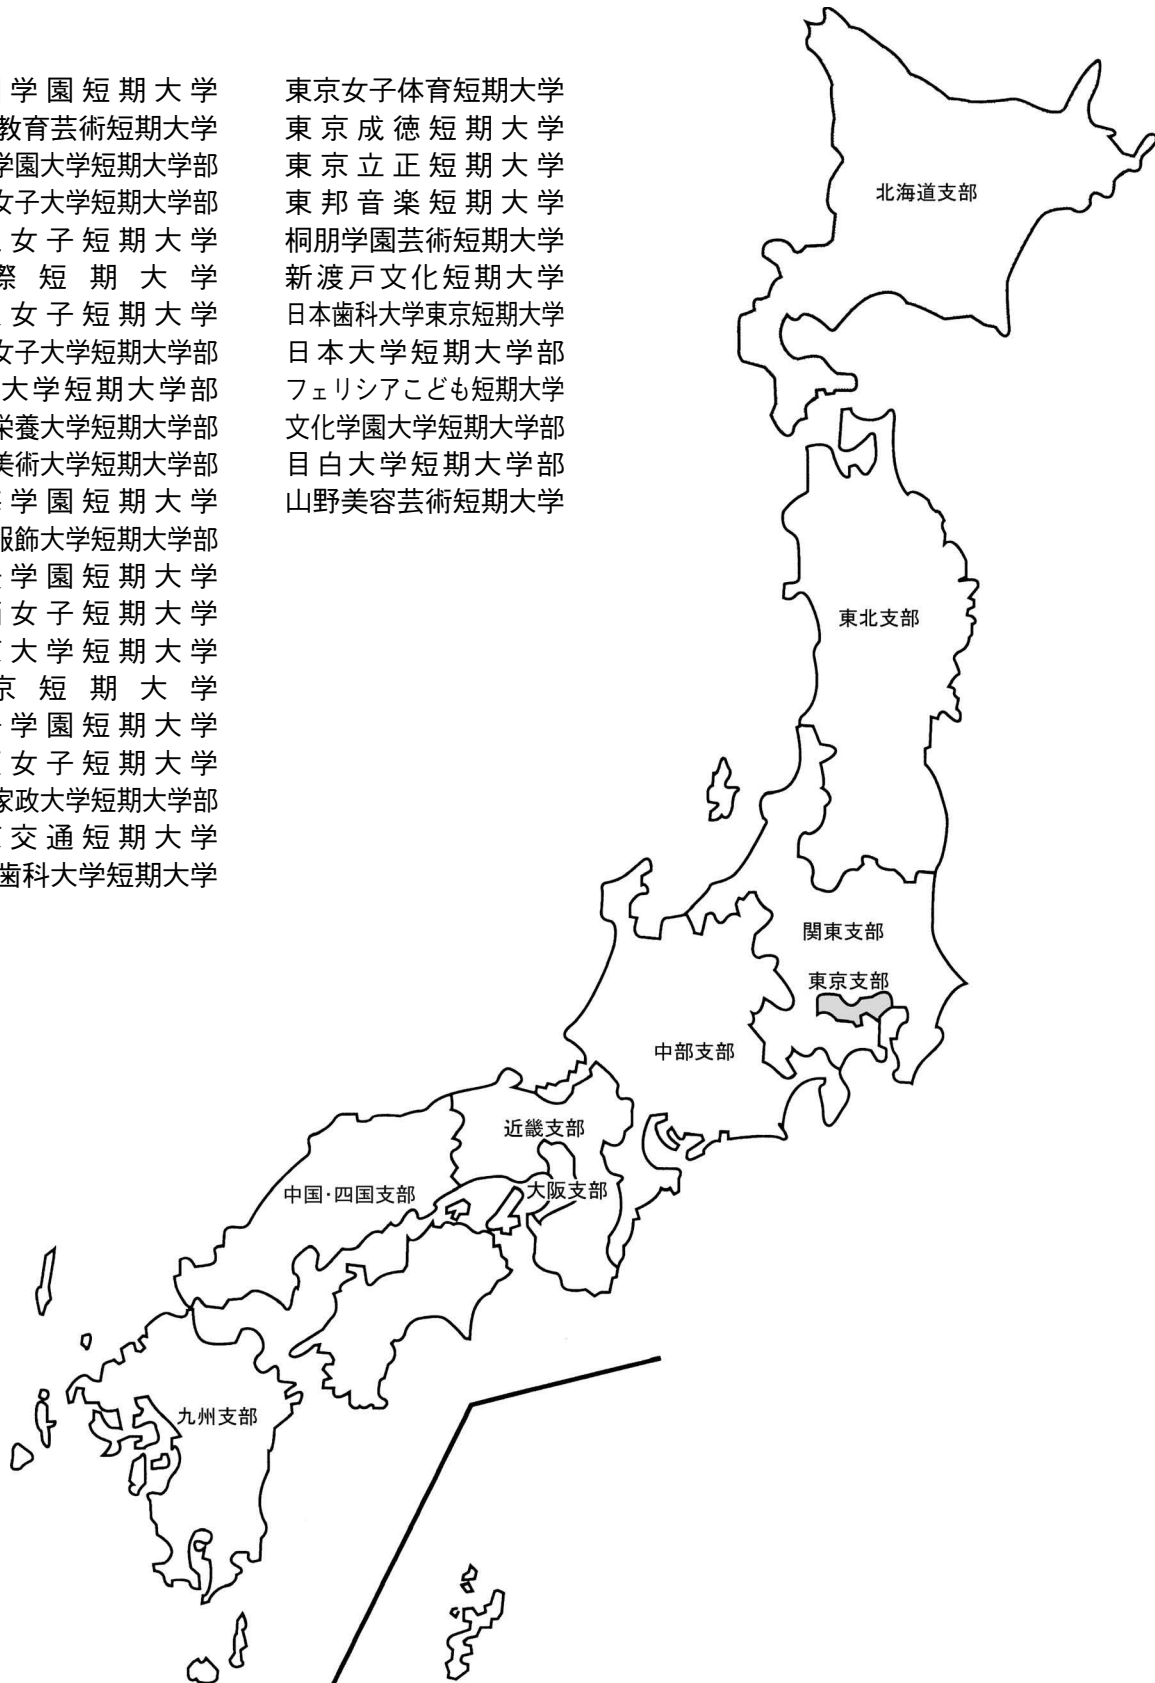 学園短期大学
教育芸術短期大学
学園大学短期大学部
女子大学短期大学部
女子短期大学
際短期大学
女子短期大学
女子大学短期大学部
大学短期大学部
栄養大学短期大学部
美術大学短期大学部
学園短期大学
服飾大学短期大学部
学園短期大学
女子短期大学
大学短期大学
京短期大学
学園短期大学
女子短期大学
家政大学短期大学部
交通短期大学
歯科大学短期大学
東京女子体育短期大学
東京成徳短期大学
東京立正短期大学
東邦音楽短期大学
桐朋学園芸術短期大学
新渡戸文化短期大学
日本歯科大学東京短期大学
日本大学短期大学部
フェリシアこども短期大学
文化学園大学短期大学部
目白大学短期大学部
山野美容芸術短期大学
北海道支部
東北支部
関東支部
東京支部
中部支部
近畿支部
大阪支部
中国・四国支部
九州支部